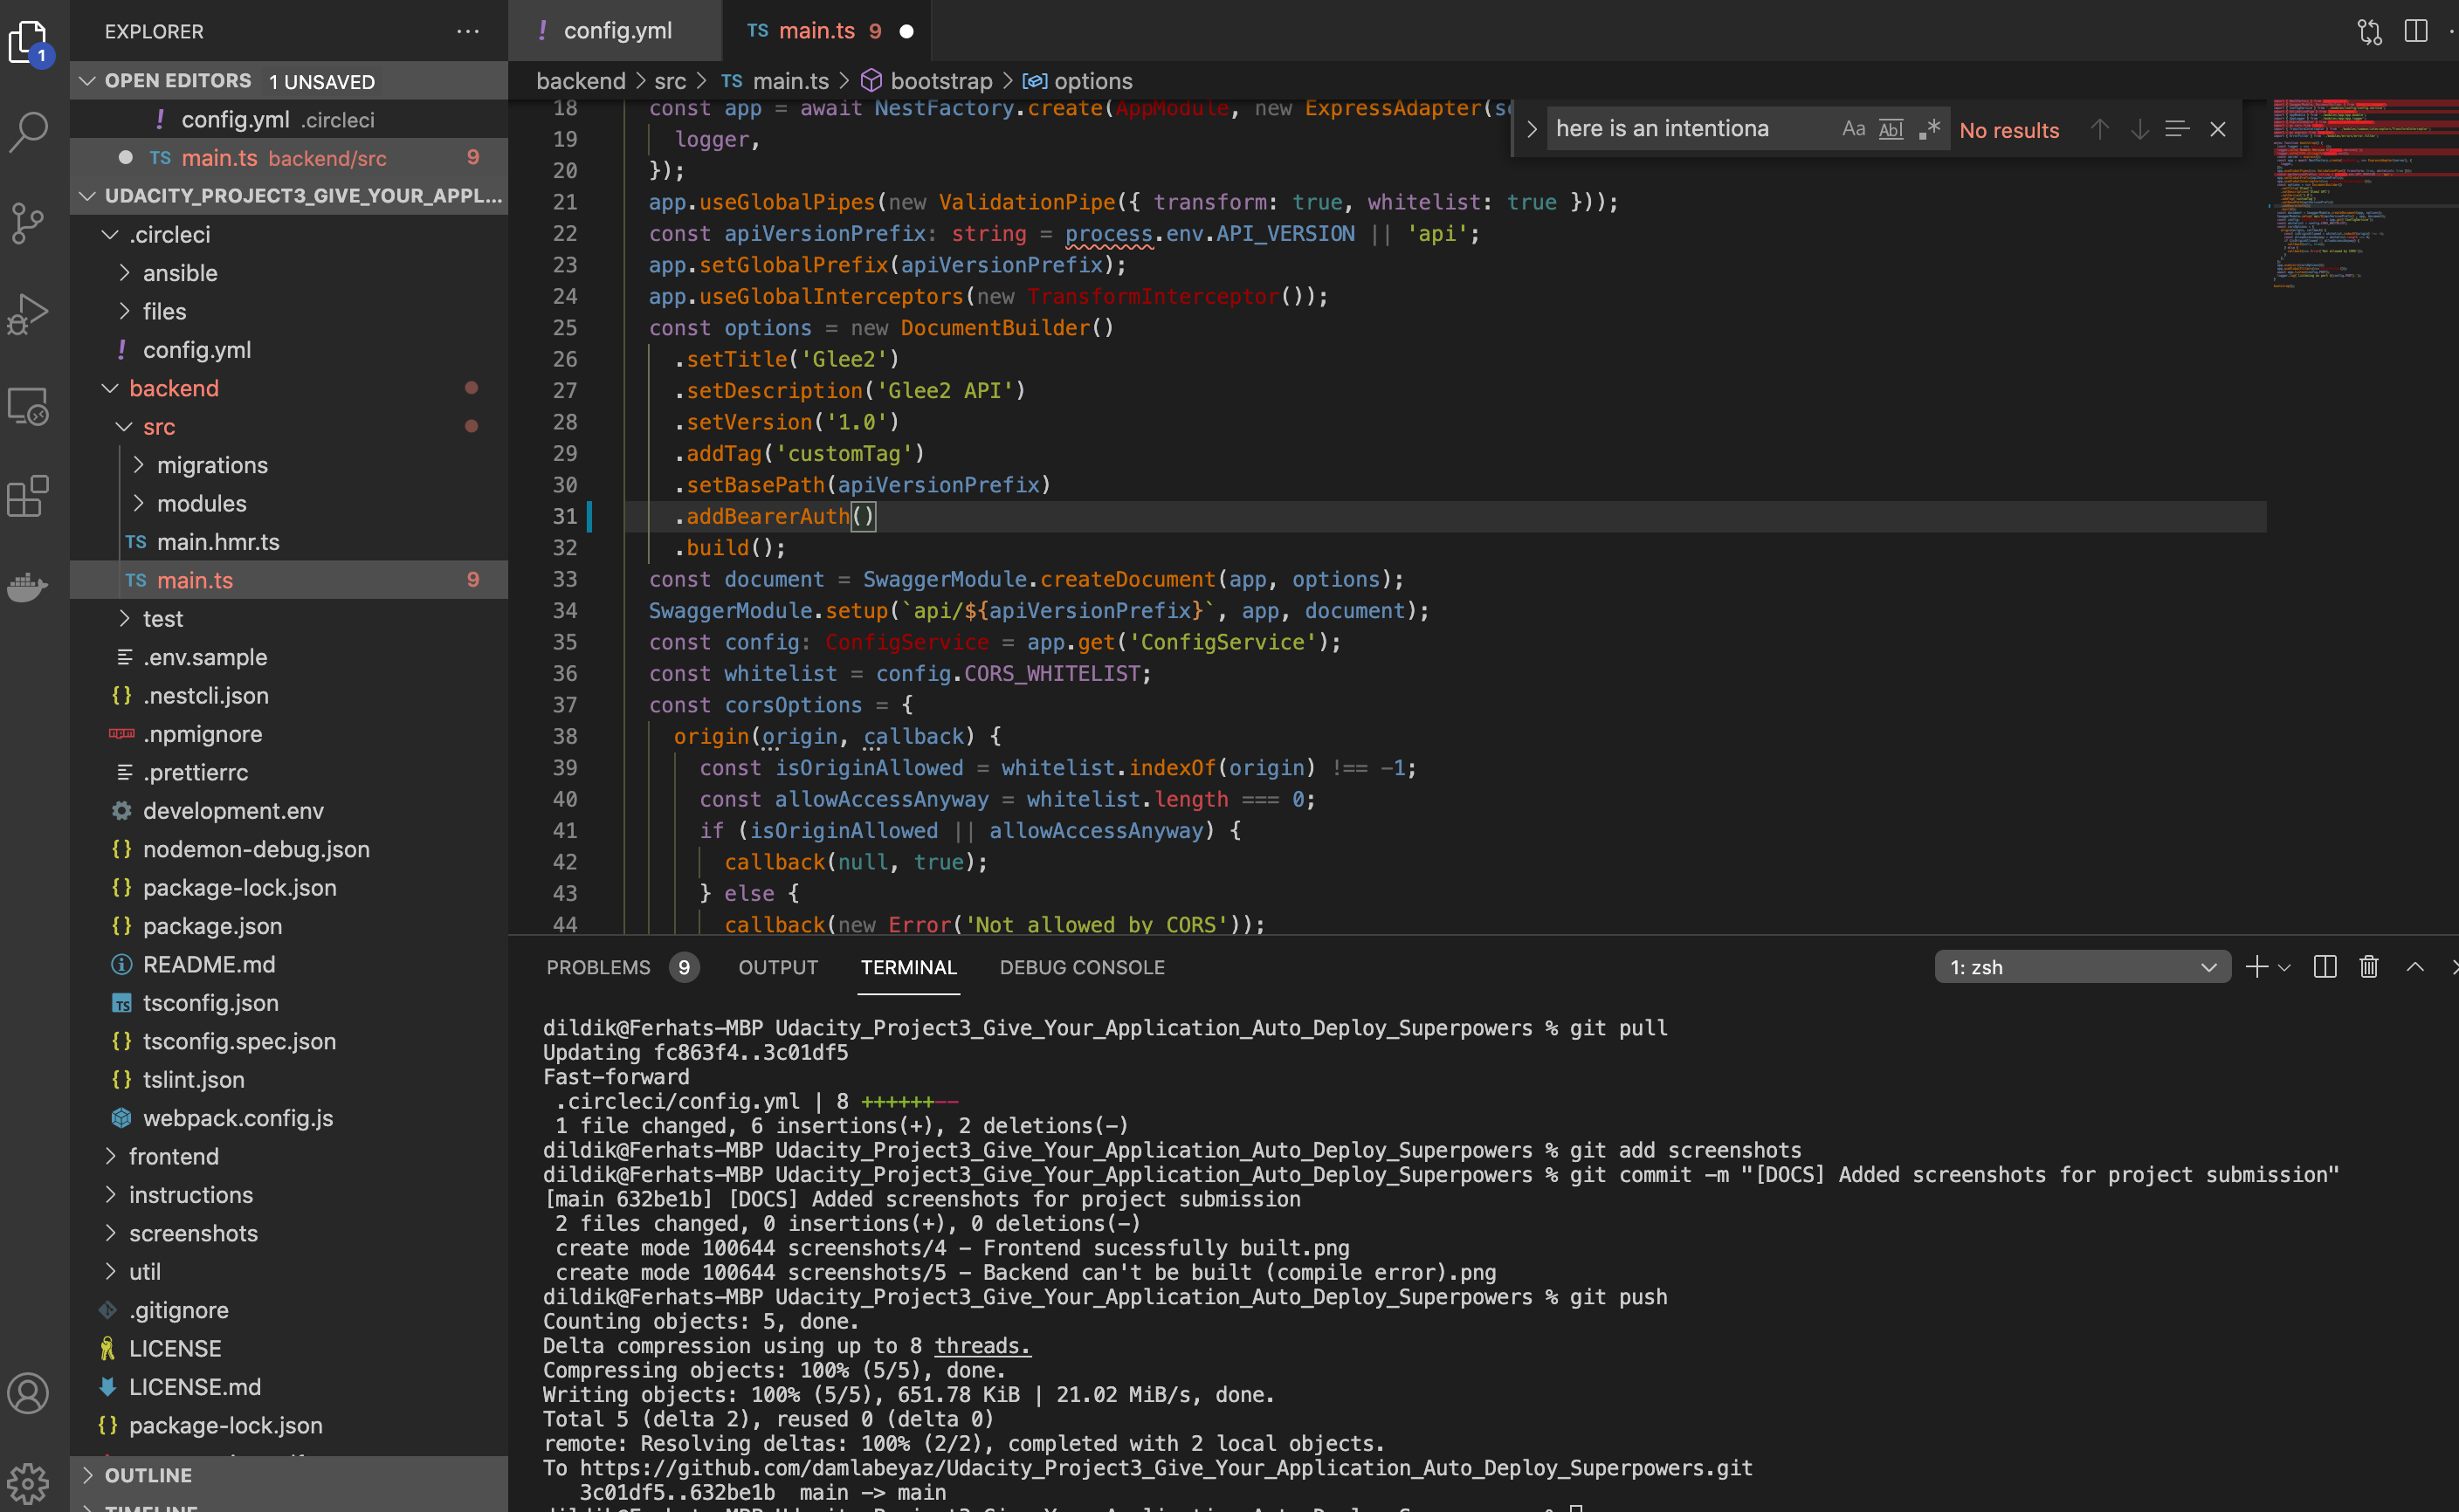 EXPLORER
1
OPEN EDITORS 1 UNSAVED
! config.yml .circleci
TS main.ts backend/src 9
UDACITY_PROJECT3_GIVE_YOUR_APPL...
.circleci
ansible
files
! config.yml
backend
src
migrations
modules
TS main.hmr.ts
TS main.ts 9
test
.env.sample
{} .nestcli.json
.npmignore
.prettierrc
development.env
{} nodemon-debug.json
{} package-lock.json
{} package.json
README.md
TS tsconfig.json
{} tsconfig.spec.json
{} tslint.json
webpack.config.js
frontend
instructions
screenshots
util
.gitignore
LICENSE
LICENSE.md
{} package-lock.json
OUTLINE
TIMELINE
! config.yml
TS main.ts 9
backend > src > TS main.ts > bootstrap > options
here is an intentiona Aa Abl .* No results
18 const app = await NestFactory.create(AppModule, new ExpressAdapter(se
19 logger,
20 });
21 app.useGlobalPipes(new ValidationPipe({ transform: true, whitelist: true }));
22 const apiVersionPrefix: string = process.env.API_VERSION || 'api';
23 app.setGlobalPrefix(apiVersionPrefix);
24 app.useGlobalInterceptors(new TransformInterceptor());
25 const options = new DocumentBuilder()
26 .setTitle('Glee2')
27 .setDescription('Glee2 API')
28 .setVersion('1.0')
29 .addTag('customTag')
30 .setBasePath(apiVersionPrefix)
31 .addBearerAuth()
32 .build();
33 const document = SwaggerModule.createDocument(app, options);
34 SwaggerModule.setup(`api/${apiVersionPrefix}`, app, document);
35 const config: ConfigService = app.get('ConfigService');
36 const whitelist = config.CORS_WHITELIST;
37 const corsOptions = {
38 origin(origin, callback) {
39 const isOriginAllowed = whitelist.indexOf(origin) !== -1;
40 const allowAccessAnyway = whitelist.length === 0;
41 if (isOriginAllowed || allowAccessAnyway) {
42 callback(null, true);
43 } else {
44 callback(new Error('Not allowed by CORS'));
PROBLEMS 9 OUTPUT TERMINAL DEBUG CONSOLE 1: zsh
dildik@Ferhats-MBP Udacity_Project3_Give_Your_Application_Auto_Deploy_Superpowers % git pull
Updating fc863f4..3c01df5
Fast-forward
.circleci/config.yml | 8 ++++++--
1 file changed, 6 insertions(+), 2 deletions(-)
dildik@Ferhats-MBP Udacity_Project3_Give_Your_Application_Auto_Deploy_Superpowers % git add screenshots
dildik@Ferhats-MBP Udacity_Project3_Give_Your_Application_Auto_Deploy_Superpowers % git commit -m "[DOCS] Added screenshots for project submission"
[main 632be1b] [DOCS] Added screenshots for project submission
2 files changed, 0 insertions(+), 0 deletions(-)
create mode 100644 screenshots/4 - Frontend sucessfully built.png
create mode 100644 screenshots/5 - Backend can't be built (compile error).png
dildik@Ferhats-MBP Udacity_Project3_Give_Your_Application_Auto_Deploy_Superpowers % git push
Counting objects: 5, done.
Delta compression using up to 8 threads.
Compressing objects: 100% (5/5), done.
Writing objects: 100% (5/5), 651.78 KiB | 21.02 MiB/s, done.
Total 5 (delta 2), reused 0 (delta 0)
remote: Resolving deltas: 100% (2/2), completed with 2 local objects.
To https://github.com/damlabeyaz/Udacity_Project3_Give_Your_Application_Auto_Deploy_Superpowers.git
3c01df5..632be1b main -> main